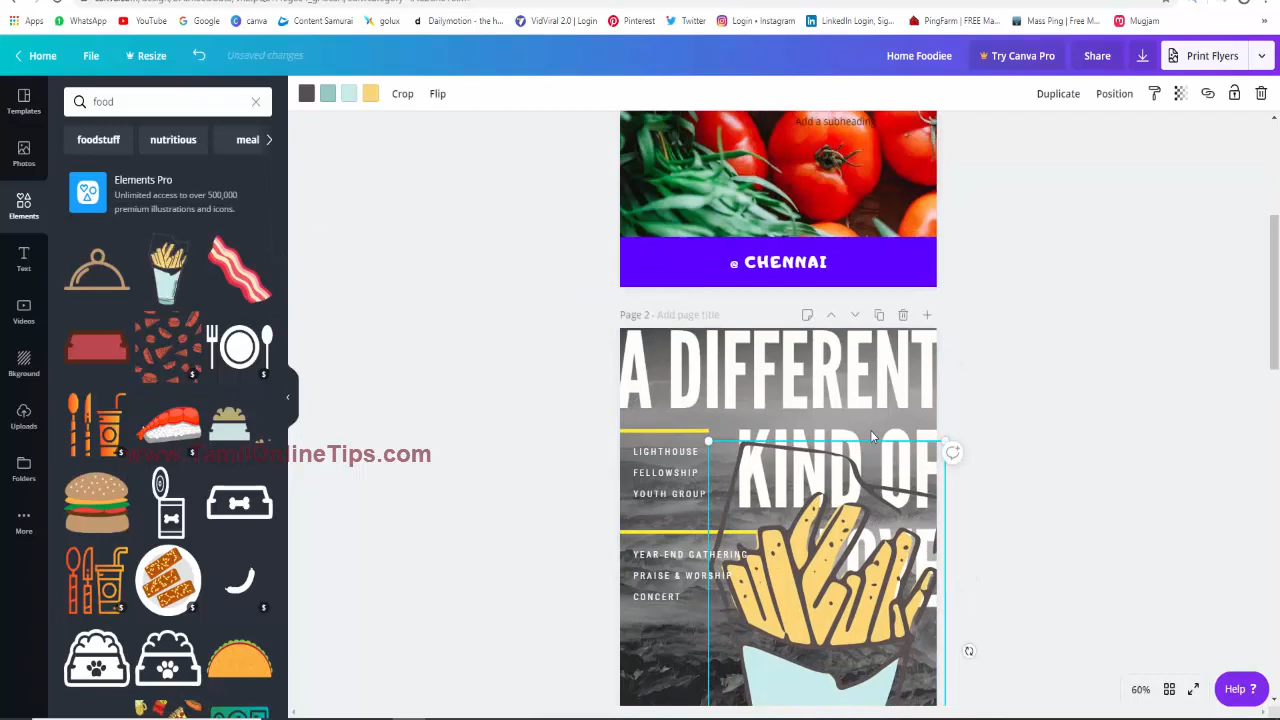 WhatsApp
YouTube
Google
canva
Content Samurai
golux
Dailymotion - the h...
VidViral 2.0 | Login
Pinterest
Twitter
Login • Instagram
LinkedIn Login, Sig...
PingFarm | FREE Ma...
Mass Ping | Free M...
Mugjam
»
Home
File
Resize
Unsaved changes
Home Foodiee
Try Canva Pro
Share
Print Flyers
food
Crop
Flip
Duplicate
Position
Templates
Photos
Elements
Text
Videos
Bkground
Uploads
Folders
More
foodstuff
nutritious
meal
Elements Pro
Unlimited access to over 500,000
premium illustrations and icons.
Add a subheading
@ CHENNAI
Page 2 - Add page title
A DIFFERENT
KIND OF
LIGHTHOUSE
FELLOWSHIP
YOUTH GROUP
YEAR-END GATHERING
PRAISE & WORSHIP
CONCERT
www.TamilOnlineTips.com
60%
Help ?